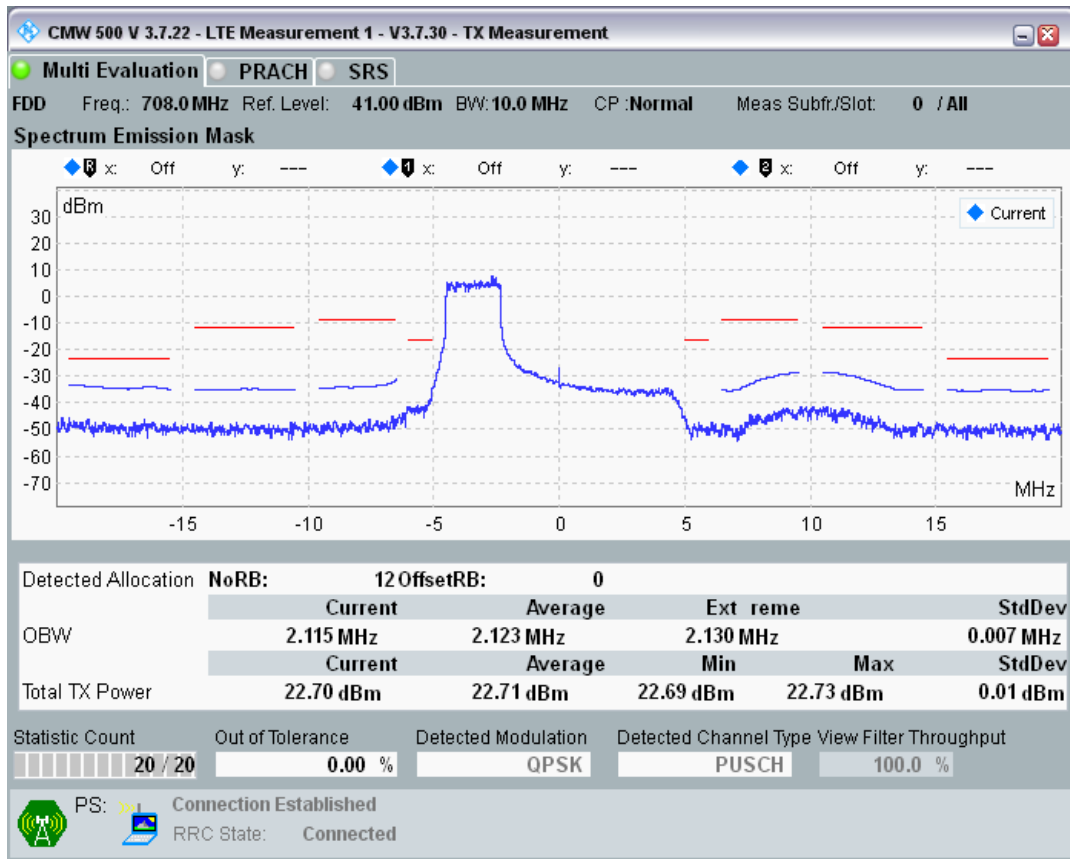 CMW 500 V 3.7.22 - LTE Measurement 1 - V3.7.30 - TX Measurement
Multi Evaluation PRACH SRS
FDD Freq.: 708.0 MHz Ref. Level: 41.00 dBm BW: 10.0 MHz CP :Normal Meas Subfr./Slot: 0 / All
Spectrum Emission Mask
R x: Off y: --- 1 x: Off y: --- 2 x: Off y: ---
dBm
Current
30
20
10
0
-10
-20
-30
-40
-50
-60
-70
MHz
-15 -10 -5 0 5 10 15
Detected Allocation NoRB: 12 OffsetRB: 0
Current Average Ext reme StdDev
OBW 2.115 MHz 2.123 MHz 2.130 MHz 0.007 MHz
Current Average Min Max StdDev
Total TX Power 22.70 dBm 22.71 dBm 22.69 dBm 22.73 dBm 0.01 dBm
Statistic Count Out of Tolerance Detected Modulation Detected Channel Type View Filter Throughput
20 / 20 0.00 % QPSK PUSCH 100.0 %
PS: Connection Established
RRC State: Connected